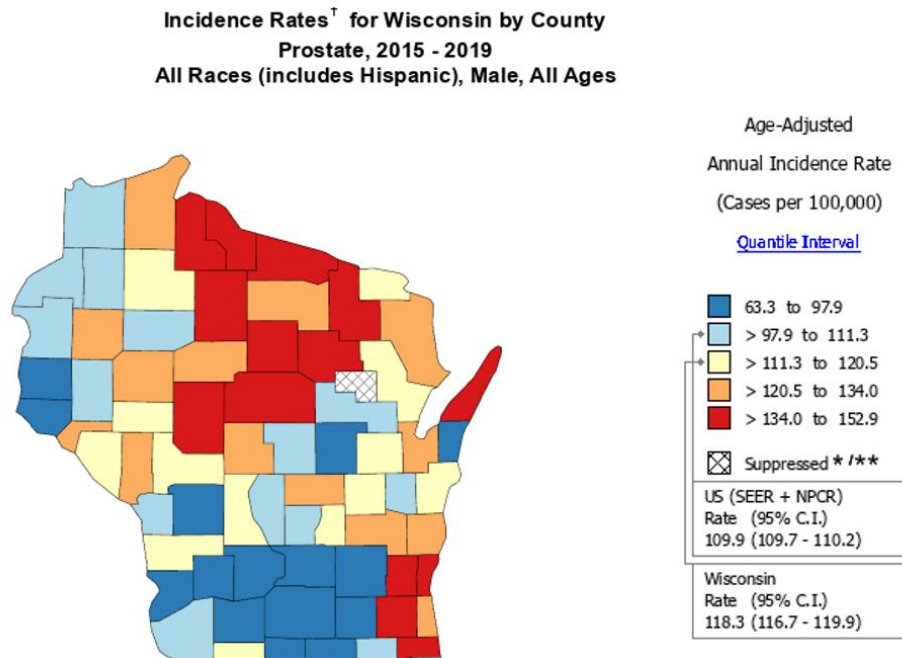 Incidence Rates† for Wisconsin by County
Prostate, 2015 - 2019
All Races (includes Hispanic), Male, All Ages
Age-Adjusted
Annual Incidence Rate
(Cases per 100,000)
Quantile Interval
63.3 to 97.9
> 97.9 to 111.3
> 111.3 to 120.5
> 120.5 to 134.0
> 134.0 to 152.9
Suppressed */**
US (SEER + NPCR)
Rate (95% C.I.)
109.9 (109.7 - 110.2)
Wisconsin
Rate (95% C.I.)
118.3 (116.7 - 119.9)